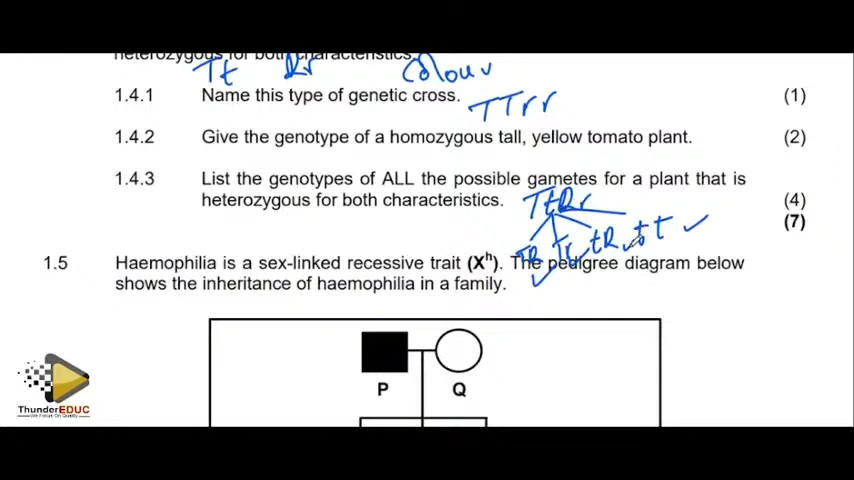 heterozygous for both characteristics.
Tt Rr Colour
1.4.1 Name this type of genetic cross. (1)
TTrr
1.4.2 Give the genotype of a homozygous tall, yellow tomato plant. (2)
1.4.3 List the genotypes of ALL the possible gametes for a plant that is
heterozygous for both characteristics. (4)
TtRr
(7)
TR Tr tR
1.5 Haemophilia is a sex-linked recessive trait (Xʰ). The pedigree diagram below
shows the inheritance of haemophilia in a family.
P Q
ThunderEDUC
We Focus On Quality